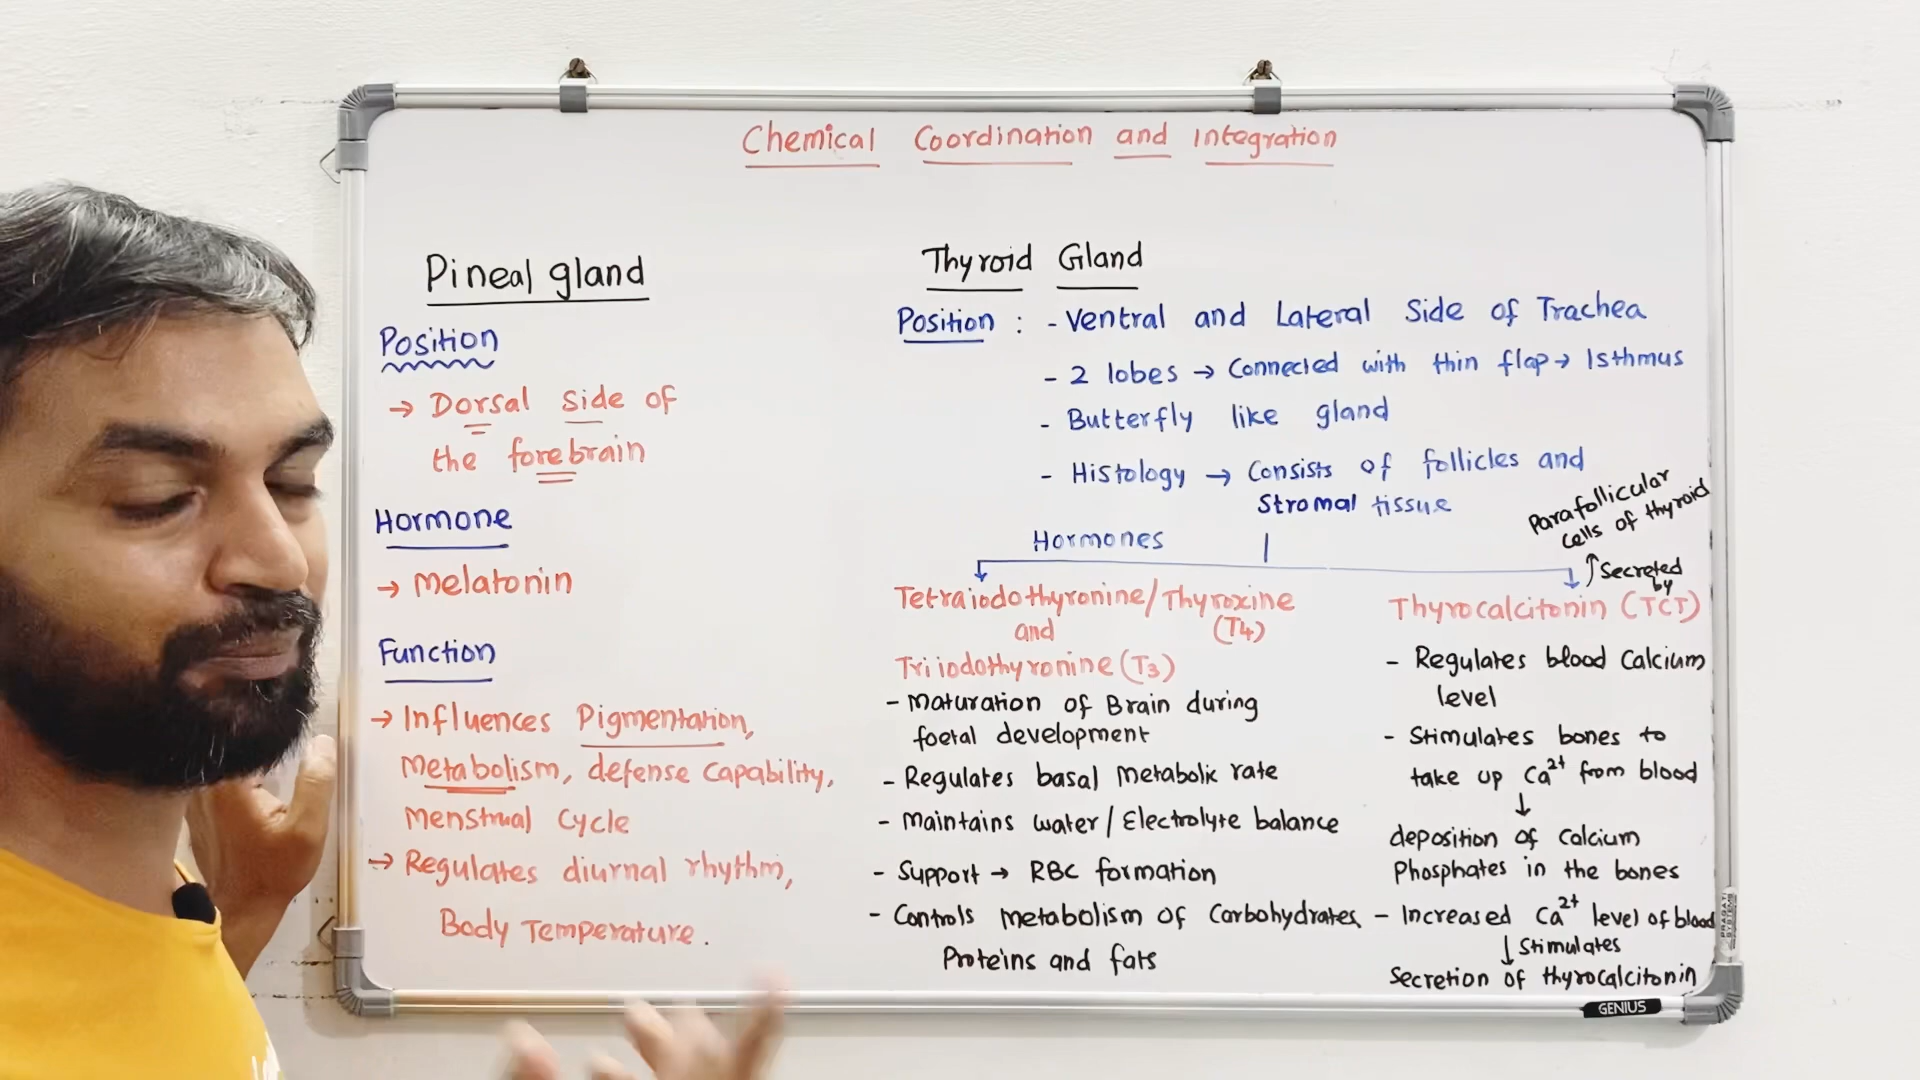 Chemical Coordination and Integration
Pineal gland
Position
→ Dorsal side of
the forebrain
Hormone
→ Melatonin
Function
→ Influences Pigmentation,
Metabolism, defense capability,
Menstrual Cycle
→ Regulates diurnal rhythm,
Body Temperature.
Thyroid Gland
Position : - Ventral and Lateral Side of Trachea
- 2 lobes → Connected with thin flap → Isthmus
- Butterfly like gland
- Histology → Consists of follicles and
Stromal tissue
Hormones
Tetraiodothyronine/Thyroxine
and (T4)
Triiodothyronine (T3)
- Maturation of Brain during
foetal development
- Regulates basal Metabolic rate
- Maintains water/Electrolyte balance
- Support → RBC formation
- Controls metabolism of Carbohydrates,
Proteins and fats
Parafollicular
cells of thyroid
↑ Secreted
by
Thyrocalcitonin (TCT)
- Regulates blood Calcium
level
- Stimulates bones to
take up Ca2+ from blood
↓
deposition of calcium
Phosphates in the bones
- Increased Ca2+ level of blood
↓ Stimulates
Secretion of thyrocalcitonin
GENIUS
PRAGATI
SYSTEMS